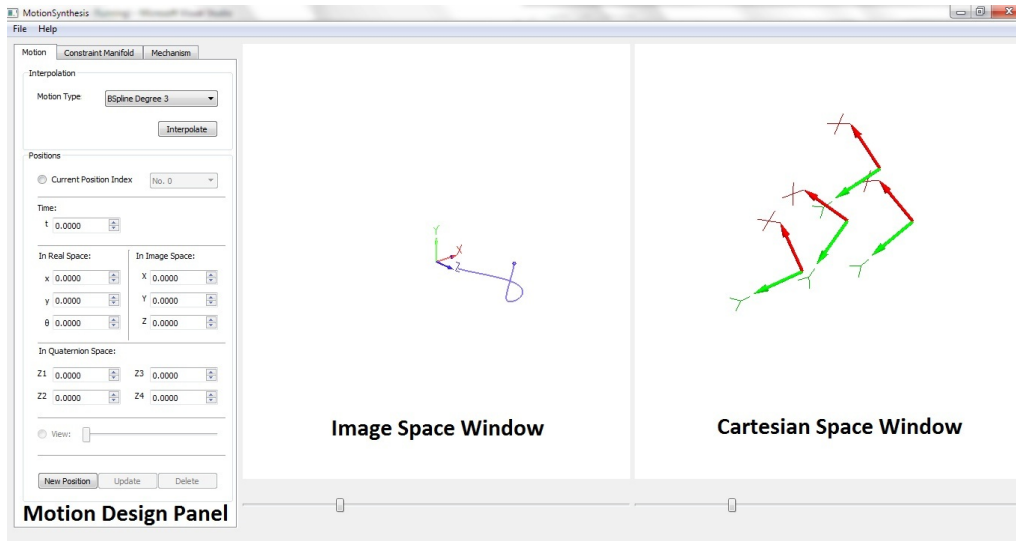 MotionSynthesis
File Help
Motion Constraint Manifold Mechanism
Interpolation
Motion Type BSpline Degree 3
Interpolate
Positions
Current Position Index No. 0
Time:
t 0.0000
In Real Space: In Image Space:
x 0.0000 X 0.0000
y 0.0000 Y 0.0000
θ 0.0000 Z 0.0000
In Quaternion Space:
Z1 0.0000 Z3 0.0000
Z2 0.0000 Z4 0.0000
View:
New Position Update Delete
Motion Design Panel
Y
X
Z
Image Space Window
X
Y
X
X
Y
X
Y
Y
Cartesian Space Window